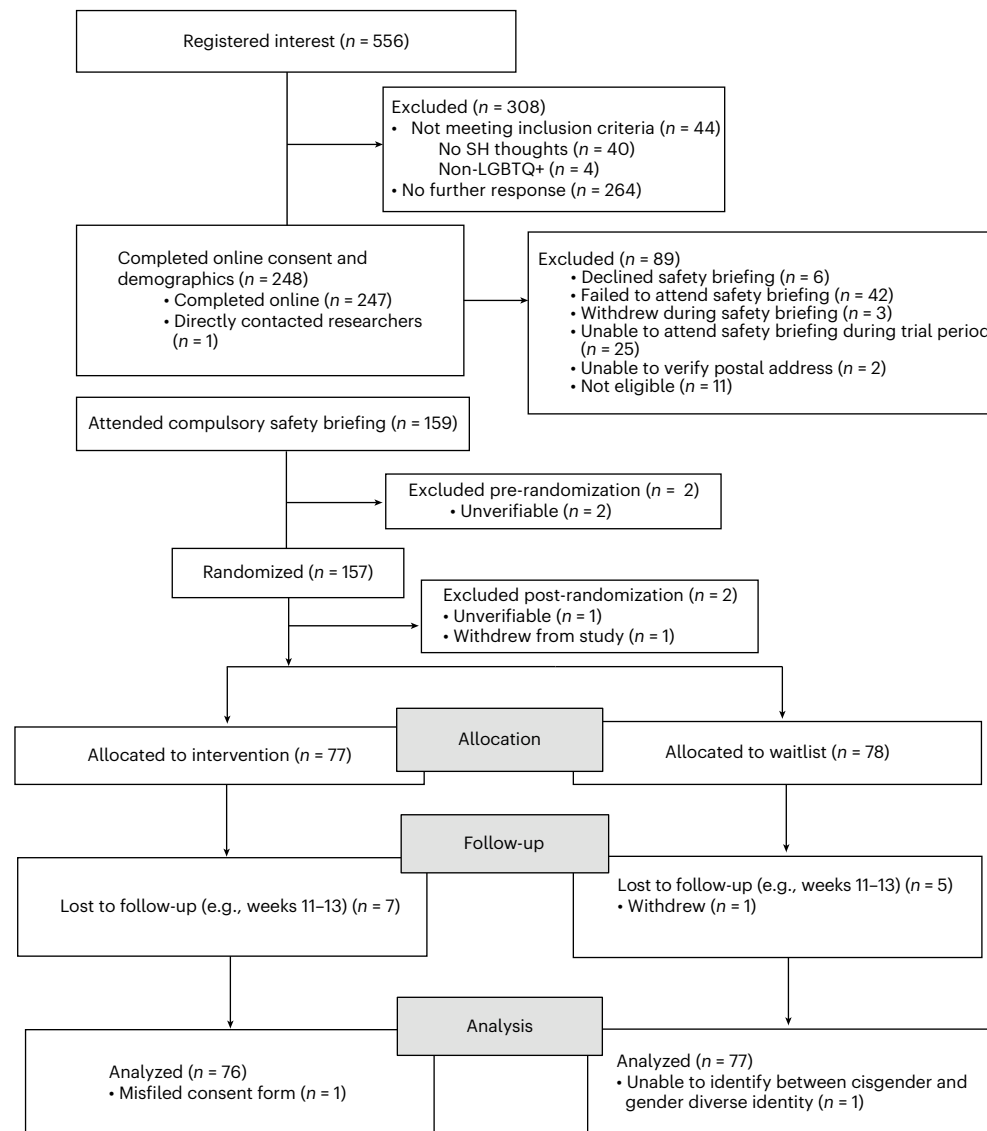 Registered interest (n = 556)
Excluded (n = 308)
• Not meeting inclusion criteria (n = 44)
No SH thoughts (n = 40)
Non-LGBTQ+ (n = 4)
• No further response (n = 264)
Completed online consent and
demographics (n = 248)
• Completed online (n = 247)
• Directly contacted researchers
(n = 1)
Excluded (n = 89)
• Declined safety briefing (n = 6)
• Failed to attend safety briefing (n = 42)
• Withdrew during safety briefing (n = 3)
• Unable to attend safety briefing during trial period
(n = 25)
• Unable to verify postal address (n = 2)
• Not eligible (n = 11)
Attended compulsory safety briefing (n = 159)
Excluded pre-randomization (n = 2)
• Unverifiable (n = 2)
Randomized (n = 157)
Excluded post-randomization (n = 2)
• Unverifiable (n = 1)
• Withdrew from study (n = 1)
Allocation
Allocated to intervention (n = 77)
Allocated to waitlist (n = 78)
Follow-up
Lost to follow-up (e.g., weeks 11–13) (n = 7)
Lost to follow-up (e.g., weeks 11–13) (n = 5)
• Withdrew (n = 1)
Analysis
Analyzed (n = 76)
• Misfiled consent form (n = 1)
Analyzed (n = 77)
• Unable to identify between cisgender and
gender diverse identity (n = 1)